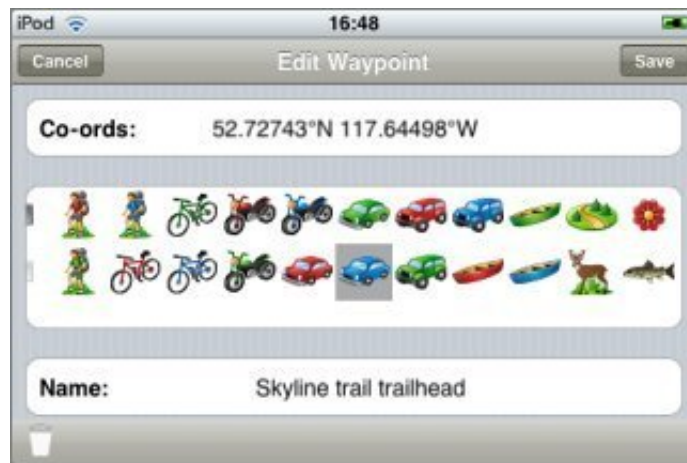 iPod 16:48
Cancel Edit Waypoint Save
Co-ords: 52.72743°N 117.64498°W
Name: Skyline trail trailhead